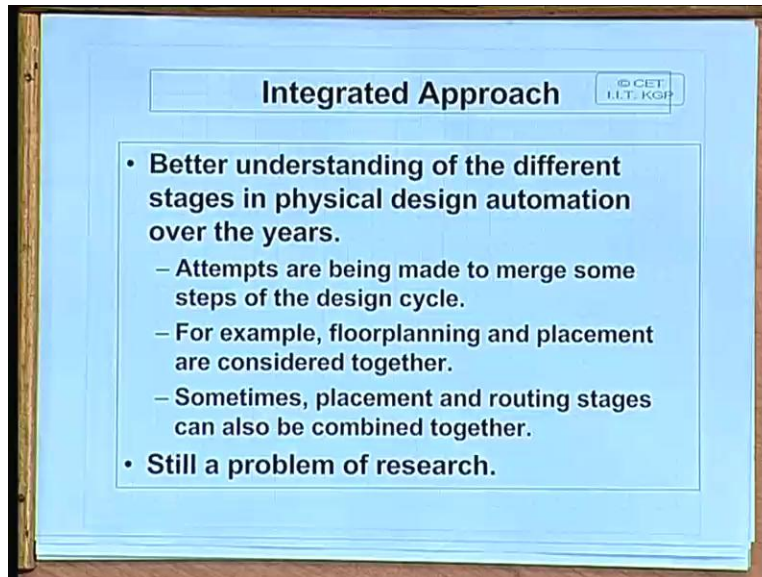 Integrated Approach
© CET
I.I.T. KGP
• Better understanding of the different
stages in physical design automation
over the years.
– Attempts are being made to merge some
steps of the design cycle.
– For example, floorplanning and placement
are considered together.
– Sometimes, placement and routing stages
can also be combined together.
• Still a problem of research.